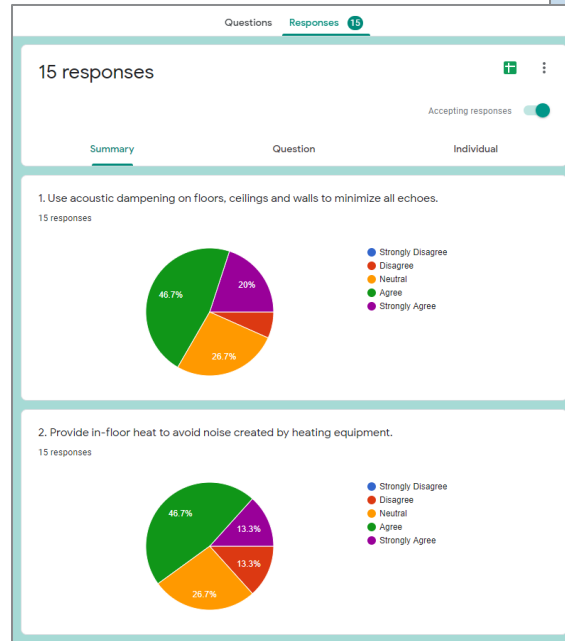 Questions Responses 15
15 responses
Accepting responses
Summary Question Individual
1. Use acoustic dampening on floors, ceilings and walls to minimize all echoes.
15 responses
46.7%
20%
26.7%
Strongly Disagree
Disagree
Neutral
Agree
Strongly Agree
2. Provide in-floor heat to avoid noise created by heating equipment.
15 responses
46.7%
13.3%
13.3%
26.7%
Strongly Disagree
Disagree
Neutral
Agree
Strongly Agree